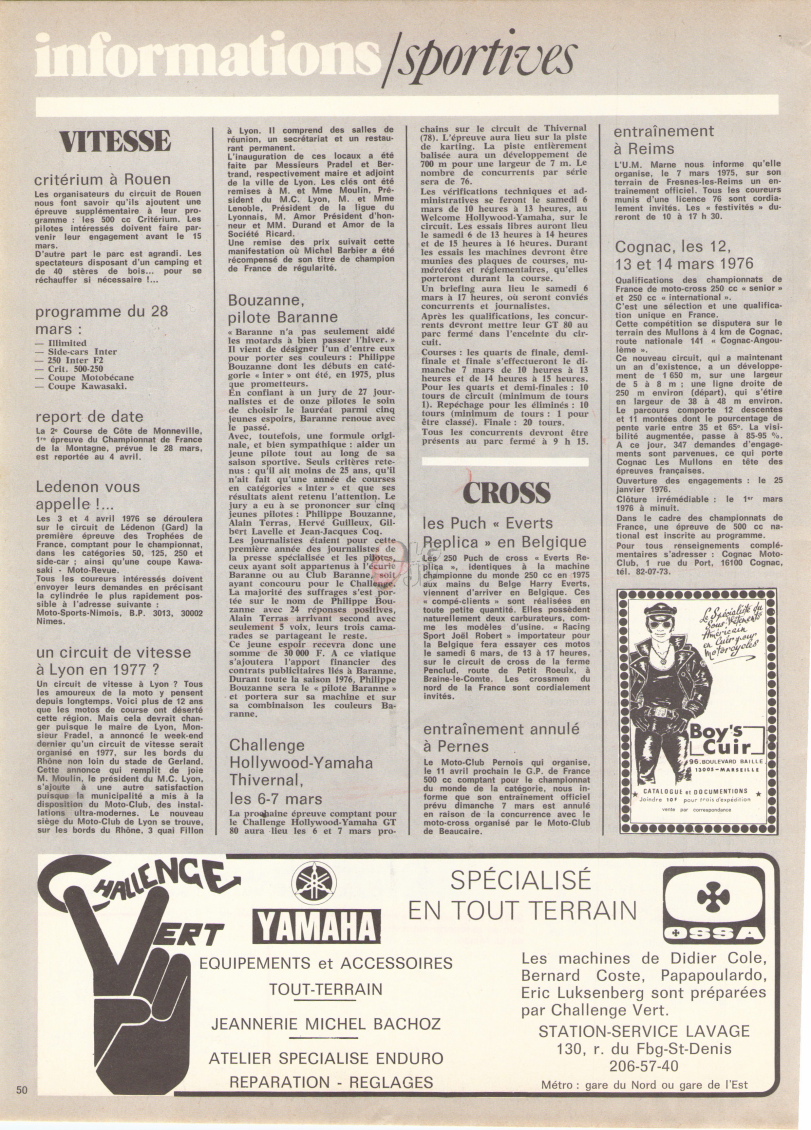 informations/sportives
VITESSE
critérium à Rouen
Les organisateurs du circuit de Rouen
nous font savoir qu'ils ajoutent une
épreuve supplémentaire à leur pro-
gramme : les 500 cc Critérium. Les
pilotes intéressés doivent faire par-
venir leur engagement avant le 15
mars.
D'autre part le parc est agrandi. Les
spectateurs disposant d'un camping et
de 40 stères de bois... pour se
réchauffer si nécessaire !...
programme du 28
mars :
— Illimited
— Side-cars Inter
— 250 Inter F2
— Crit. 500-250
— Coupe Motobécane
— Coupe Kawasaki.
report de date
La 2e Course de Côte de Monneville,
1re épreuve du Championnat de France
de la Montagne, prévue le 28 mars,
est reportée au 4 avril.
Ledenon vous
appelle !...
Les 3 et 4 avril 1976 se déroulera
sur le circuit de Lédenon (Gard) la
première épreuve des Trophées de
France, comptant pour le championnat,
dans les catégories 50, 125, 250 et
side-car ; ainsi qu'une coupe Kawa-
saki - Moto-Revue.
Tous les coureurs intéressés doivent
envoyer leurs demandes en précisant
la cylindrée le plus rapidement pos-
sible à l'adresse suivante :
Moto-Sports-Nimois, B.P. 3013, 30002
Nimes.
un circuit de vitesse
à Lyon en 1977 ?
Un circuit de vitesse à Lyon ? Tous
les amoureux de la moto y pensent
depuis longtemps. Voici plus de 12 ans
que les motos de course ont déserté
cette région. Mais cela devrait chan-
ger puisque le maire de Lyon, Mon-
sieur Fradel, a annoncé le week-end
dernier qu'un circuit de vitesse serait
organisé en 1977, sur les bords du
Rhône non loin du stade de Gerland.
Cette annonce qui remplit de joie
M. Moulin, le président du M.C. Lyon,
s'ajoute à une autre satisfaction
puisque la municipalité a mis à la
disposition du Moto-Club, des instal-
lations ultra-modernes. Le nouveau
siège du Moto-Club de Lyon se trouve,
sur les bords du Rhône, 3 quai Fillon
à Lyon. Il comprend des salles de
réunion, un secrétariat et un restau-
rant permanent.
L'inauguration de ces locaux a été
faite par Messieurs Pradel et Ber-
trand, respectivement maire et adjoint
de la ville de Lyon. Les clés ont été
remises à M. et Mme Moulin, Pré-
sident du M.C. Lyon, M. et Mme
Lenoble, Président de la ligue du
Lyonnais, M. Amor Président d'hon-
neur et MM. Durand et Amor de la
Société Ricard.
Une remise des prix suivait cette
manifestation où Michel Barbier a été
récompensé de son titre de champion
de France de régularité.
Bouzanne,
pilote Baranne
« Baranne n'a pas seulement aidé
les motards à bien passer l'hiver. »
Il vient de désigner l'un d'entre eux
pour porter ses couleurs : Philippe
Bouzanne dont les débuts en caté-
gorie « Inter » ont été, en 1975, plus
que prometteurs.
En confiant à un jury de 27 jour-
nalistes et de onze pilotes le soin
de choisir le lauréat parmi cinq
jeunes espoirs, Baranne renoue avec
le passé.
Avec, toutefois, une formule origi-
nale, et bien sympathique : aider un
jeune pilote tout au long de sa
saison sportive. Seuls critères rete-
nus : qu'il ait moins de 25 ans, qu'il
n'ait fait qu'une année de courses
en catégories « inter » et que ses
résultats aient retenu l'attention. Le
jury a eu à se prononcer sur cinq
jeunes pilotes : Philippe Bouzanne,
Alain Terras, Hervé Guilleux, Gil-
bert Lavelle et Jean-Jacques Coq.
Les journalistes étaient pour cette
première année des journalistes de
la presse spécialisée et les pilotes,
ceux ayant soit appartenus à l'écurie
Baranne ou au Club Baranne, soit
ayant concouru pour le Challenge.
La majorité des suffrages s'est por-
tée sur le nom de Philippe Bou-
zanne avec 24 réponses positives,
Alain Terras arrivant second avec
seulement 5 voix, leurs trois cama-
rades se partageant le reste.
Ce jeune espoir recevra donc une
somme de 30 000 F. A ce viatique
s'ajoutera l'apport financier des
contrats publicitaires liés à Baranne.
Durant toute la saison 1976, Philippe
Bouzanne sera le « pilote Baranne »
et portera sur sa machine et sur
sa combinaison les couleurs Ba-
ranne.
Challenge
Hollywood-Yamaha
Thivernal,
les 6-7 mars
La prochaine épreuve comptant pour
le Challenge Hollywood-Yamaha GT
80 aura lieu les 6 et 7 mars pro-
chains sur le circuit de Thivernal
(78). L'épreuve aura lieu sur la piste
de karting. La piste entièrement
balisée aura un développement de
700 m pour une largeur de 7 m. Le
nombre de concurrents par série
sera de 76.
Les vérifications techniques et ad-
ministratives se feront le samedi 6
mars de 10 heures à 13 heures, au
Welcome Hollywood-Yamaha, sur le
circuit. Les essais libres auront lieu
le samedi 6 de 13 heures à 14 heures
et de 15 heures à 16 heures. Durant
les essais les machines devront être
munies des plaques de courses, nu-
mérotées et réglementaires, qu'elles
porteront durant la course.
Un briefing aura lieu le samedi 6
mars à 17 heures, où seront conviés
concurrents et journalistes.
Après les qualifications, les concur-
rents devront mettre leur GT 80 au
parc fermé dans l'enceinte du cir-
cuit.
Courses : les quarts de finale, demi-
finale et finale s'effectueront le di-
manche 7 mars de 10 heures à 13
heures et de 14 heures à 15 heures.
Pour les quarts et demi-finales : 10
tours de circuit (minimum de tours
1). Repêchage pour les éliminés : 10
tours (minimum de tours : 1 pour
être classé). Finale : 20 tours.
Tous les concurrents devront être
présents au parc fermé à 9 h 15.
CROSS
les Puch « Everts
Replica » en Belgique
Les 250 Puch de cross « Everts Re-
plica », identiques à la machine
championne du monde 250 cc en 1975
aux mains du Belge Harry Everts,
viennent d'arriver en Belgique. Ces
« compé-clients » sont réalisées en
toute petite quantité. Elles possèdent
naturellement deux carburateurs, com-
me les modèles d'usine. « Racing
Sport Joël Robert » importateur pour
la Belgique fera essayer ces motos
le samedi 6 mars, de 13 à 17 heures,
sur le circuit de cross de la ferme
Penclud, route de Petit Roeulx, à
Braine-le-Comte. Les crossmen du
nord de la France sont cordialement
invités.
entraînement annulé
à Pernes
Le Moto-Club Pernois qui organise,
le 11 avril prochain le G.P. de France
500 cc comptant pour le championnat
du monde de la catégorie, nous in-
forme que son entrainement officiel
prévu dimanche 7 mars est annulé
en raison de la concurrence avec le
moto-cross organisé par le Moto-Club
de Beaucaire.
entraînement
à Reims
L'U.M. Marne nous informe qu'elle
organise, le 7 mars 1975, sur son
terrain de Fresnes-les-Reims un en-
trainement officiel. Tous les coureurs
munis d'une licence 76 sont cordia-
lement invités. Les « festivités » du-
reront de 10 à 17 h 30.
Cognac, les 12,
13 et 14 mars 1976
Qualifications des championnats de
France de moto-cross 250 cc « senior »
et 250 cc « international ».
C'est une sélection et une qualifica-
tion unique en France.
Cette compétition se disputera sur le
terrain des Mullons à 4 km de Cognac,
route nationale 141 « Cognac-Angou-
lème ».
Ce nouveau circuit, qui a maintenant
un an d'existence, a un développe-
ment de 1 650 m, sur une largeur
de 5 à 8 m ; une ligne droite de
250 m environ (départ), qui s'étire
en largeur de 38 à 48 m environ.
Le parcours comporte 12 descentes
et 11 montées dont le pourcentage de
pente varie entre 35 et 65°. La visi-
bilité augmentée, passe à 85-95 %.
A ce jour, 347 demandes d'engage-
ments sont parvenues, ce qui porte
Cognac Les Mullons en tête des
épreuves françaises.
Ouverture des engagements : le 25
janvier 1976.
Clôture irrémédiable : le 1er mars
1976 à minuit.
Dans le cadre des championnats de
France, une épreuve de 500 cc na-
tional est inscrite au programme.
Pour tous renseignements complé-
mentaires s'adresser : Cognac Moto-
Club, 1 rue du Port, 16100 Cognac,
tél. 82-07-73.
le Spécialiste du
Sous-Vêtements
Américain
en Cuir pour
motorcycles
Boy's
Cuir
96, BOULEVARD BAILLE
13005 - MARSEILLE
CATALOGUE et DOCUMENTIONS
Joindre 10F pour frais d'expédition
vente par correspondance
CHALLENGE
VERT
YAMAHA
EQUIPEMENTS et ACCESSOIRES
TOUT-TERRAIN
JEANNERIE MICHEL BACHOZ
ATELIER SPECIALISE ENDURO
REPARATION - REGLAGES
SPÉCIALISÉ
EN TOUT TERRAIN
OSSA
Les machines de Didier Cole,
Bernard Coste, Papapoulardo,
Eric Luksenberg sont préparées
par Challenge Vert.
STATION-SERVICE LAVAGE
130, r. du Fbg-St-Denis
206-57-40
Métro : gare du Nord ou gare de l'Est
50